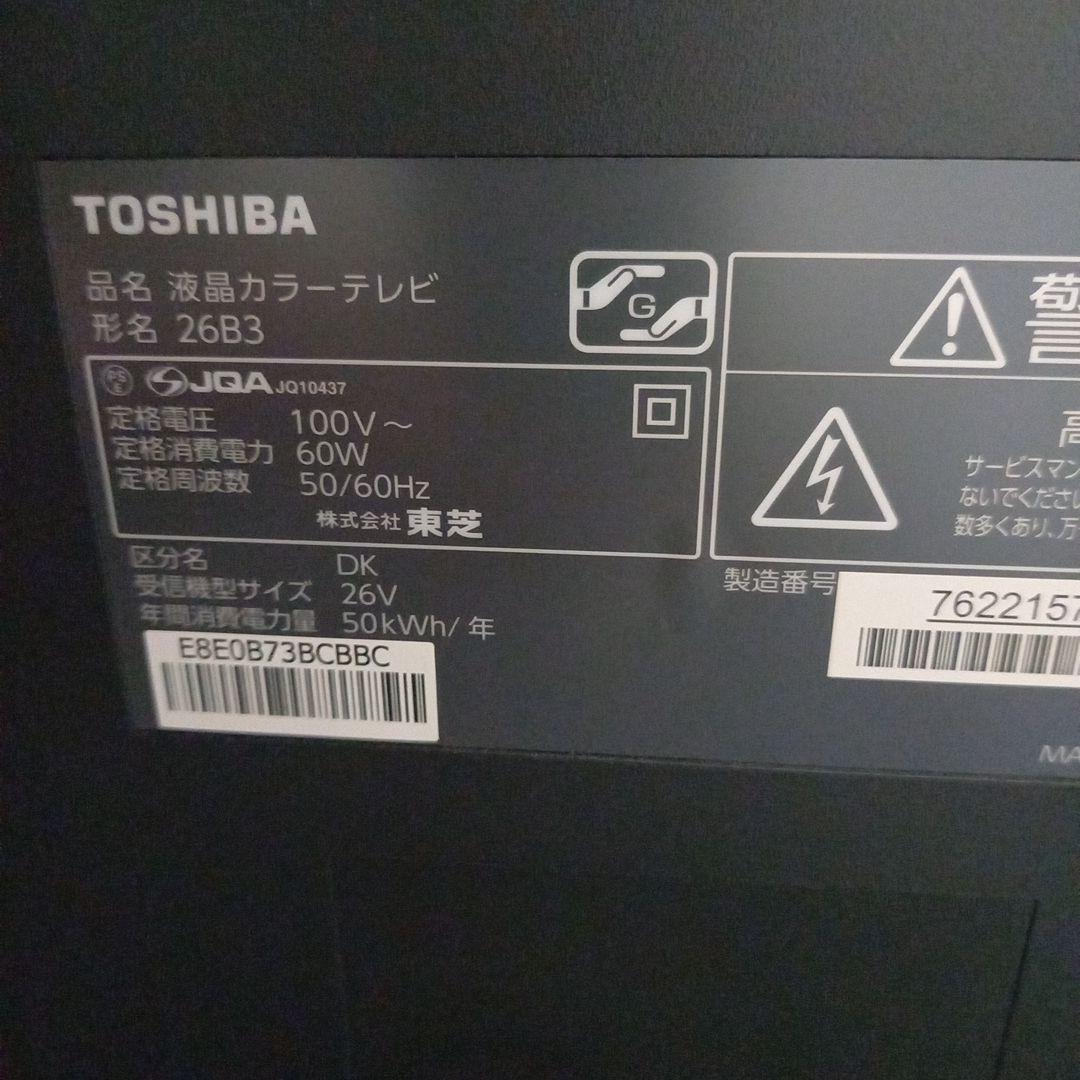 TOSHIBA
品名 液晶カラーテレビ
形名 26B3
G
PS
E
JQA JQ10437
定格電圧 100V～
定格消費電力 60W
定格周波数 50/60Hz
株式会社 東芝
区分名 DK
受信機型サイズ 26V
年間消費電力量 50kWh/年
E8E0B73BCBBC
警
高
サービスマン
ないでください
数多くあり、万
製造番号
7622157
MA